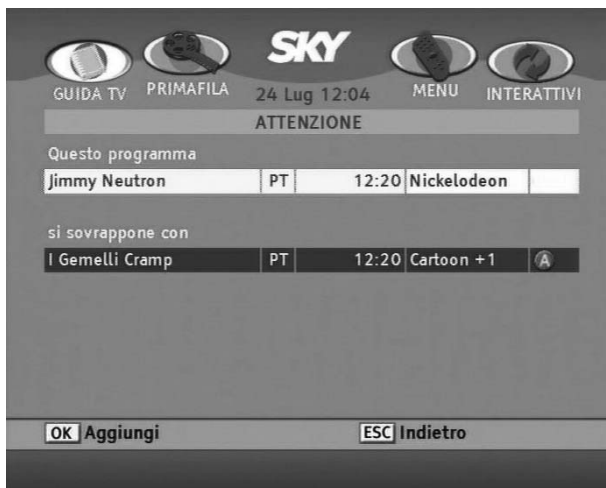 SKY
GUIDA TV PRIMAFILA 24 Lug 12:04 MENU INTERATTIVI
ATTENZIONE
Questo programma
Jimmy Neutron PT 12:20 Nickelodeon
si sovrappone con
I Gemelli Cramp PT 12:20 Cartoon +1 A
OK Aggiungi ESC Indietro